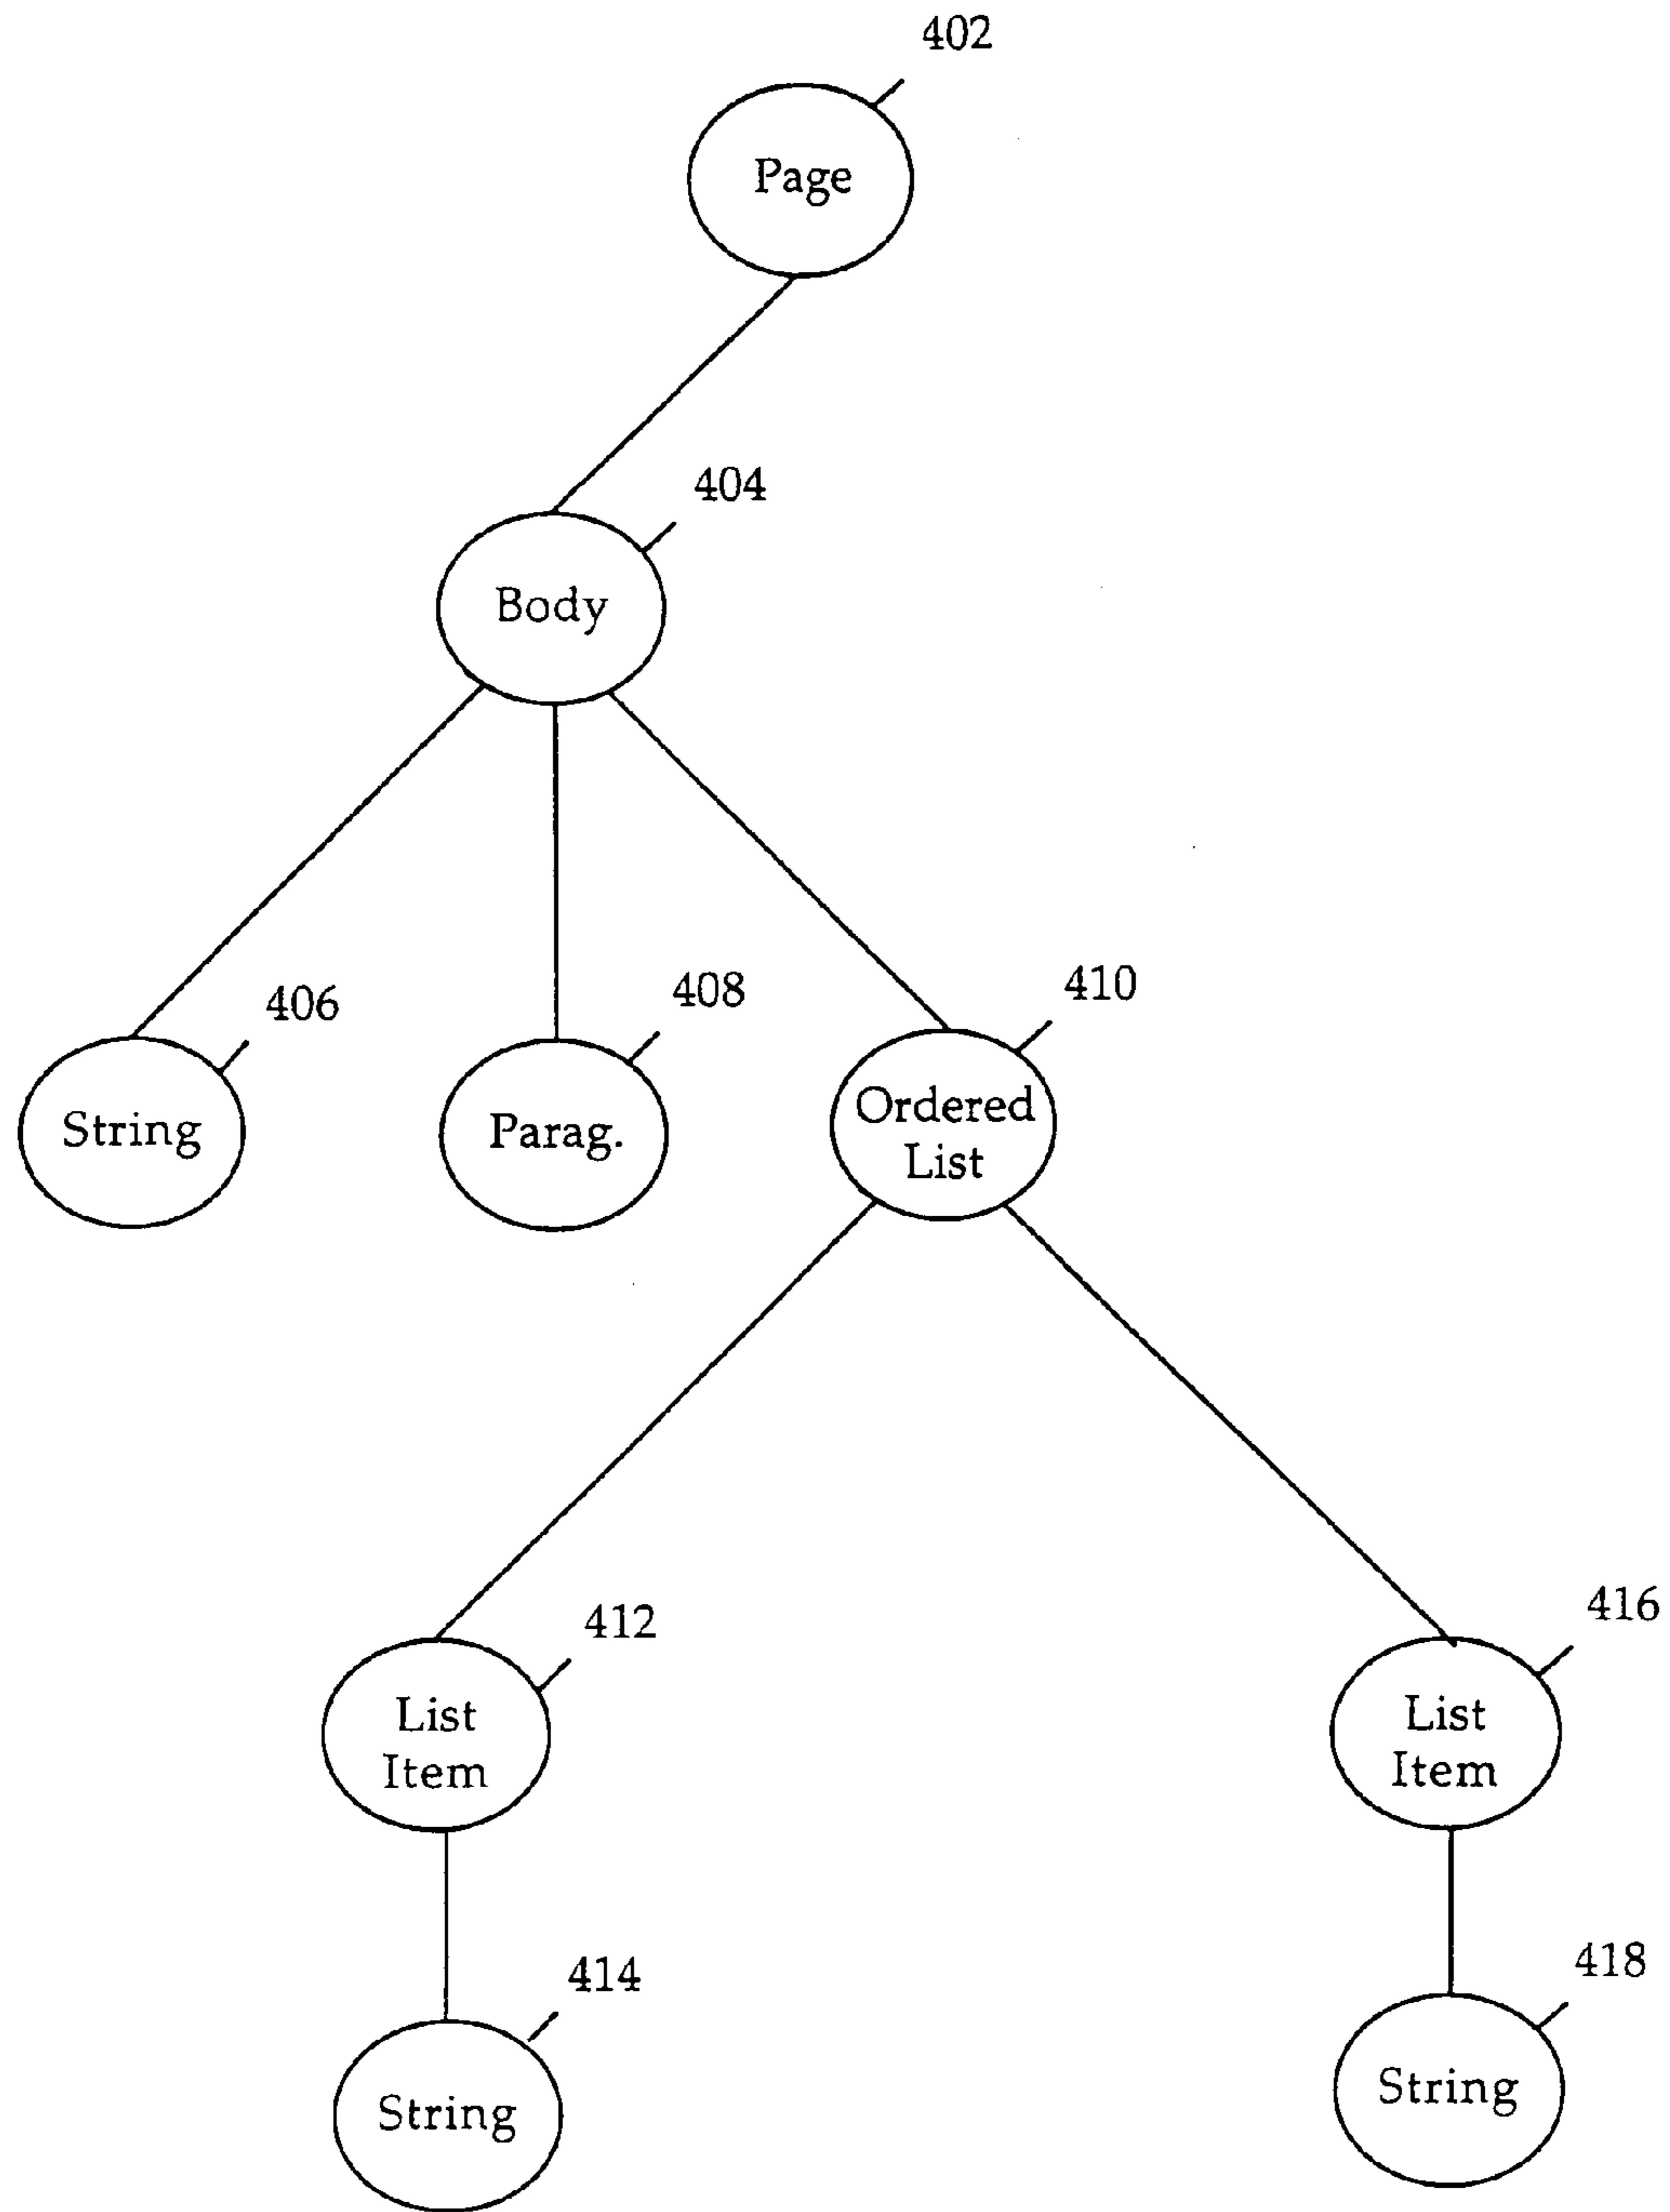 402
Page
404
Body
406
408
410
String
Parag.
Ordered
List
412
416
List
Item
List
Item
414
418
String
String